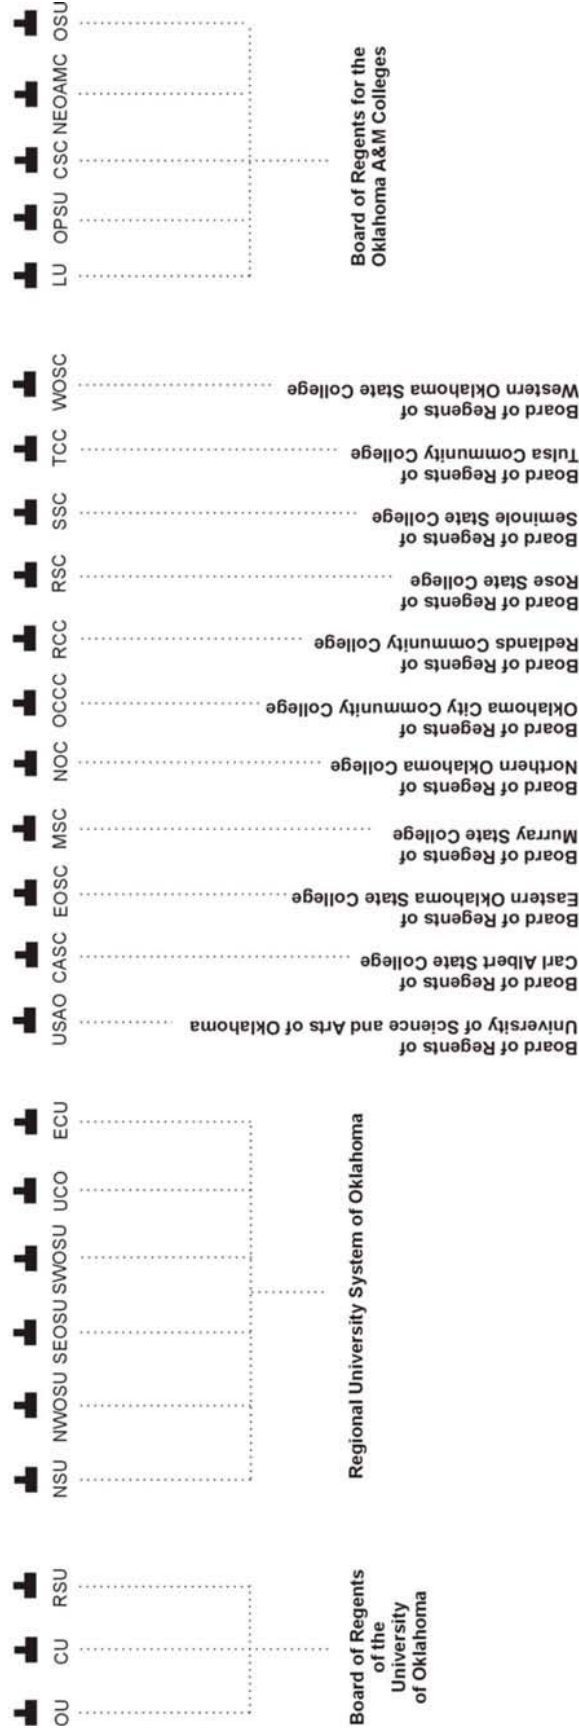 OU
CU
RSU
NSU
NWOSU
SEOSU
SWOSU
UCO
ECU
USAO
CASC
EOSC
MSC
NOC
OCCC
RCC
RSC
SSC
TCC
WOSC
LU
OPSU
CSC
NEOAMC
OSU
Board of Regents
of the
University
of Oklahoma
Regional University System of Oklahoma
Board of Regents of
University of Science and Arts of Oklahoma
Board of Regents of
Carl Albert State College
Board of Regents of
Eastern Oklahoma State College
Board of Regents of
Murray State College
Board of Regents of
Northern Oklahoma College
Board of Regents of
Oklahoma City Community College
Board of Regents of
Redlands Community College
Board of Regents of
Rose State College
Board of Regents of
Seminole State College
Board of Regents of
Tulsa Community College
Board of Regents of
Western Oklahoma State College
Board of Regents for the
Oklahoma A&M Colleges